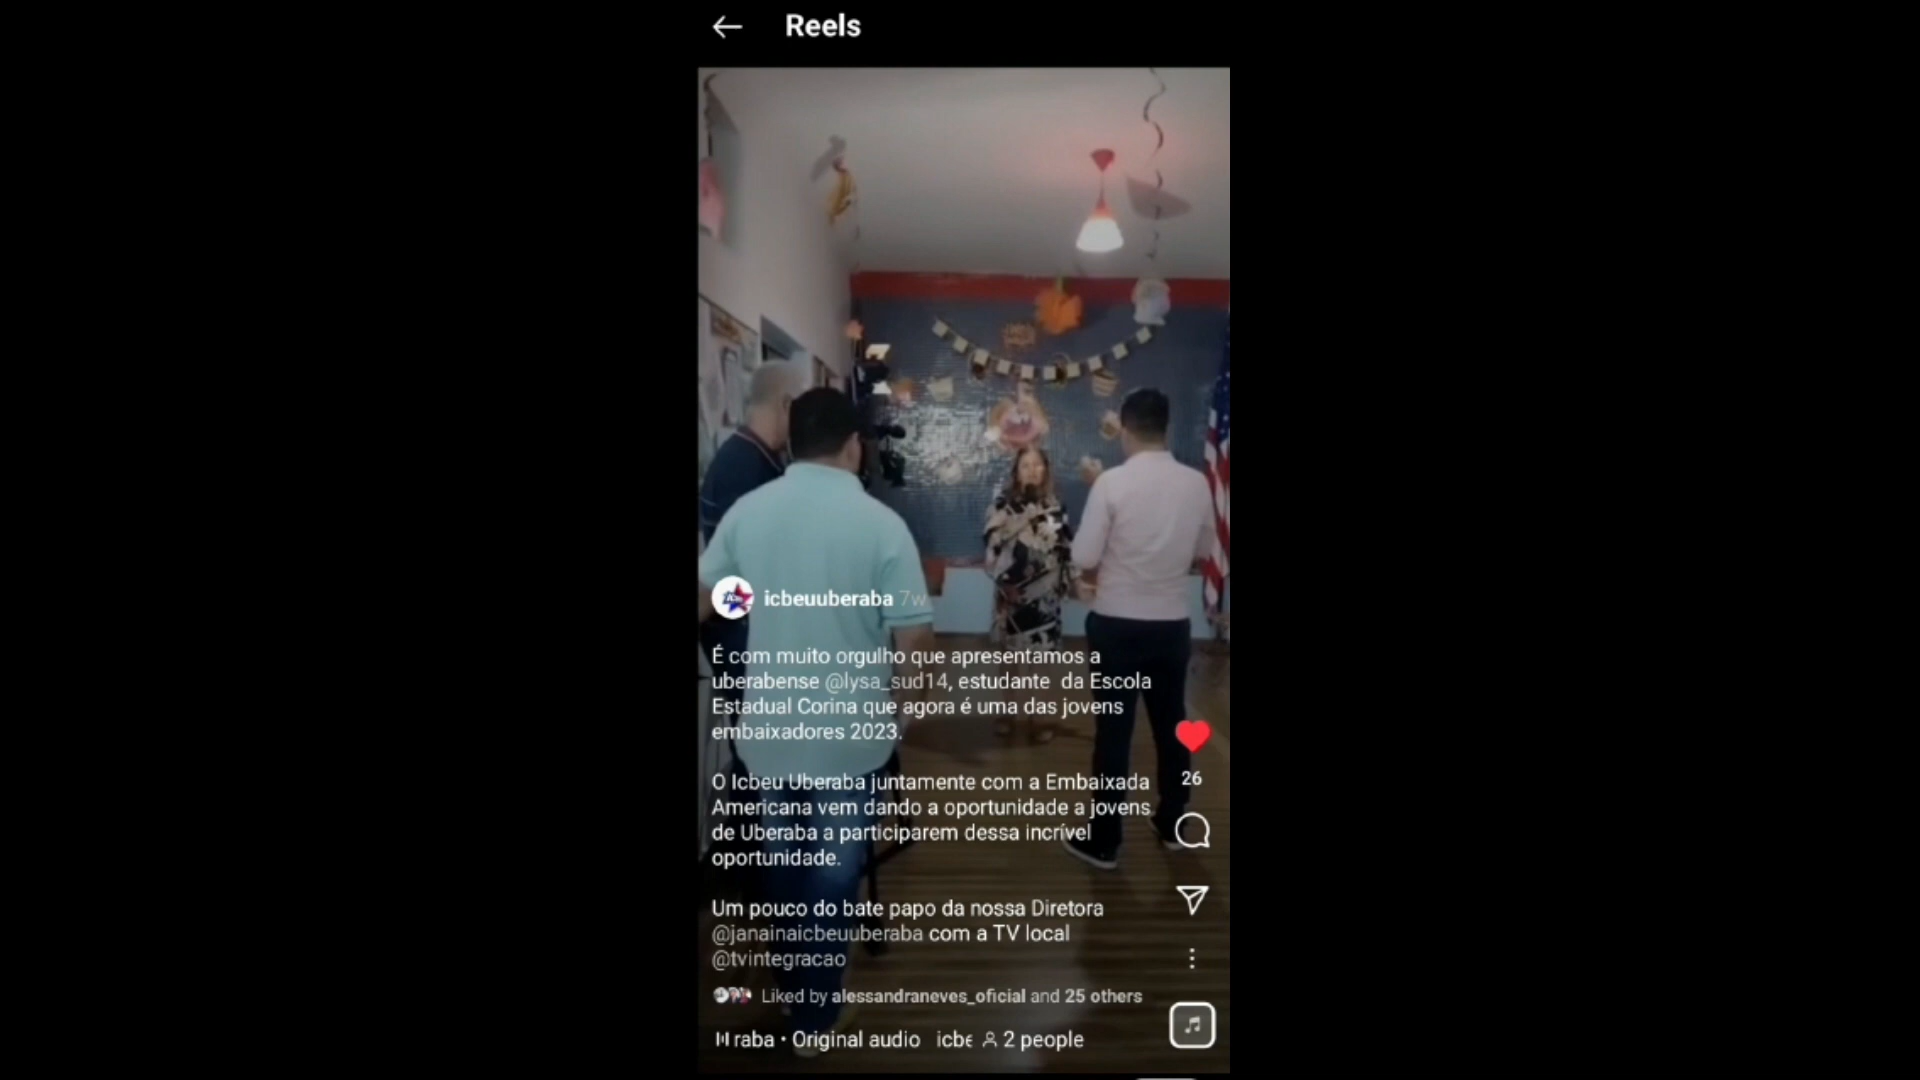 Reels
icbeuuberaba 7w
É com muito orgulho que apresentamos a
uberabense @lysa_sud14, estudante da Escola
Estadual Corina que agora é uma das jovens
embaixadores 2023.
O Icbeu Uberaba juntamente com a Embaixada
Americana vem dando a oportunidade a jovens
de Uberaba a participarem dessa incrível
oportunidade.
Um pouco do bate papo da nossa Diretora
@janainaicbeuuberaba com a TV local
@tvintegracao
26
Liked by alessandraneves_oficial and 25 others
raba • Original audio icbe 2 people